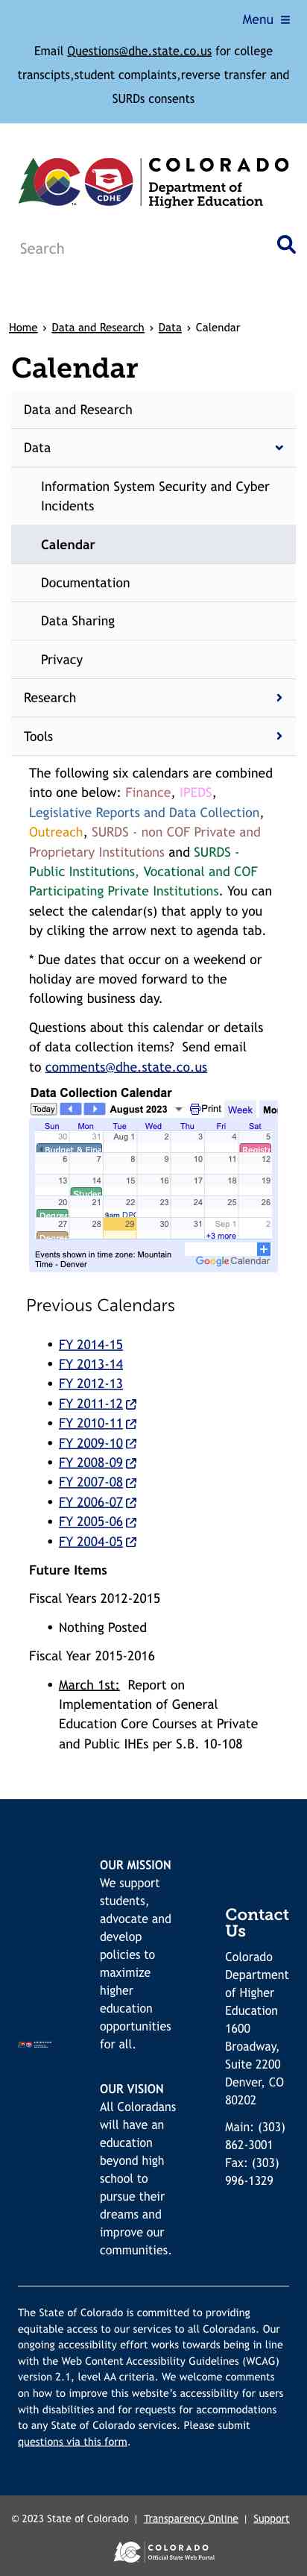 Menu
Email Questions@dhe.state.co.us for college
transcipts,student complaints,reverse transfer and
SURDs consents
CO
CDHE
COLORADO
Department of
Higher Education
Search
Home › Data and Research › Data › Calendar
Calendar
Data and Research
Data
Information System Security and Cyber
Incidents
Calendar
Documentation
Data Sharing
Privacy
Research
Tools
The following six calendars are combined
into one below: Finance, IPEDS,
Legislative Reports and Data Collection,
Outreach, SURDS - non COF Private and
Proprietary Institutions and SURDS -
Public Institutions, Vocational and COF
Participating Private Institutions. You can
select the calendar(s) that apply to you
by cliking the arrow next to agenda tab.
* Due dates that occur on a weekend or
holiday are moved forward to the
following business day.
Questions about this calendar or details
of data collection items?  Send email
to comments@dhe.state.co.us
Data Collection Calendar
Today August 2023 Print Week
Sun Mon Tue Wed Thu Fri Sat
30 31 Aug 1 2 3 4 5
6 7 8 9 10 11 12
13 14 15 16 17 18 19
20 21 22 23 24 25 26
27 28 29 30 31 Sep 1 2
+3 more
Events shown in time zone: Mountain
Time - Denver
Google Calendar
Previous Calendars
• FY 2014-15
• FY 2013-14
• FY 2012-13
• FY 2011-12
• FY 2010-11
• FY 2009-10
• FY 2008-09
• FY 2007-08
• FY 2006-07
• FY 2005-06
• FY 2004-05
Future Items
Fiscal Years 2012-2015
• Nothing Posted
Fiscal Year 2015-2016
• March 1st:  Report on
Implementation of General
Education Core Courses at Private
and Public IHEs per S.B. 10-108
OUR MISSION
We support
students,
advocate and
develop
policies to
maximize
higher
education
opportunities
for all.
OUR VISION
All Coloradans
will have an
education
beyond high
school to
pursue their
dreams and
improve our
communities.
Contact
Us
Colorado
Department
of Higher
Education
1600
Broadway,
Suite 2200
Denver, CO
80202
Main: (303)
862-3001
Fax: (303)
996-1329
The State of Colorado is committed to providing
equitable access to our services to all Coloradans. Our
ongoing accessibility effort works towards being in line
with the Web Content Accessibility Guidelines (WCAG)
version 2.1, level AA criteria. We welcome comments
on how to improve this website's accessibility for users
with disabilities and for requests for accommodations
to any State of Colorado services. Please submit
questions via this form.
© 2023 State of Colorado | Transparency Online | Support
COLORADO
Official State Web Portal